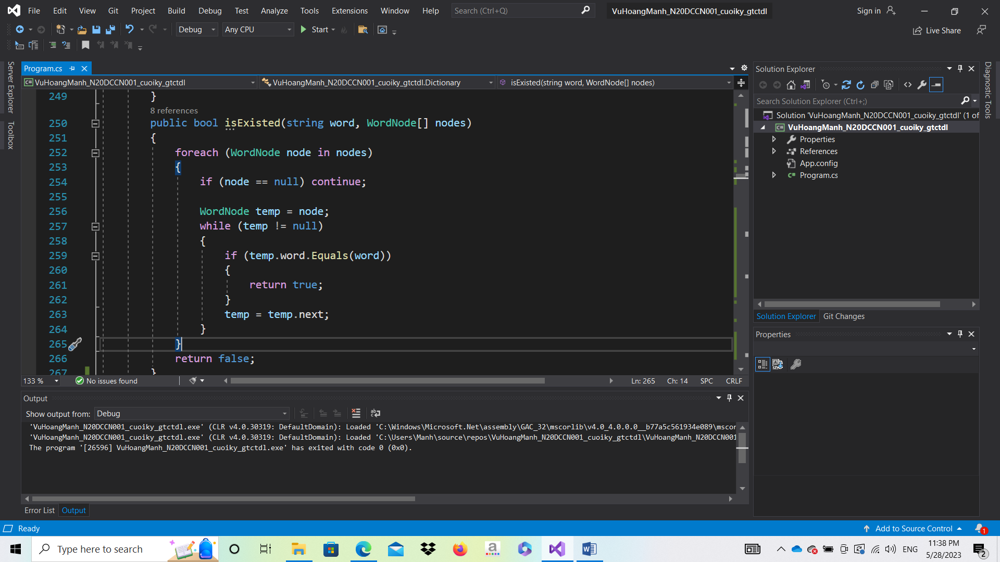 File Edit View Git Project Build Debug Test Analyze Tools Extensions Window Help Search (Ctrl+Q) VuHoangManh_N20DCCN001_cuoiky_gtctdl Sign in
Debug Any CPU Start Live Share
Server Explorer
Toolbox
Program.cs
VuHoangManh_N20DCCN001_cuoiky_gtctdl VuHoangManh_N20DCCN001_cuoiky_gtctdl.Dictionary isExisted(string word, WordNode[] nodes)
249 }
8 references
250 public bool isExisted(string word, WordNode[] nodes)
251 {
252 foreach (WordNode node in nodes)
253 {
254 if (node == null) continue;
255
256 WordNode temp = node;
257 while (temp != null)
258 {
259 if (temp.word.Equals(word))
260 {
261 return true;
262 }
263 temp = temp.next;
264 }
265 }
266 return false;
267 }
133 % No issues found Ln: 265 Ch: 14 SPC CRLF
Output
Show output from: Debug
'VuHoangManh_N20DCCN001_cuoiky_gtctdl.exe' (CLR v4.0.30319: DefaultDomain): Loaded 'C:\Windows\Microsoft.Net\assembly\GAC_32\mscorlib\v4.0_4.0.0.0__b77a5c561934e089\mscor
'VuHoangManh_N20DCCN001_cuoiky_gtctdl.exe' (CLR v4.0.30319: DefaultDomain): Loaded 'C:\Users\Manh\source\repos\VuHoangManh_N20DCCN001_cuoiky_gtctdl\VuHoangManh_N20DCCN001
The program '[26596] VuHoangManh_N20DCCN001_cuoiky_gtctdl.exe' has exited with code 0 (0x0).
Error List Output
Solution Explorer
Search Solution Explorer (Ctrl+;)
Solution 'VuHoangManh_N20DCCN001_cuoiky_gtctdl' (1 of
VuHoangManh_N20DCCN001_cuoiky_gtctdl
Properties
References
App.config
Program.cs
Solution Explorer Git Changes
Properties
Diagnostic Tools
Ready Add to Source Control 1
Type here to search ENG 11:38 PM
5/28/2023 2